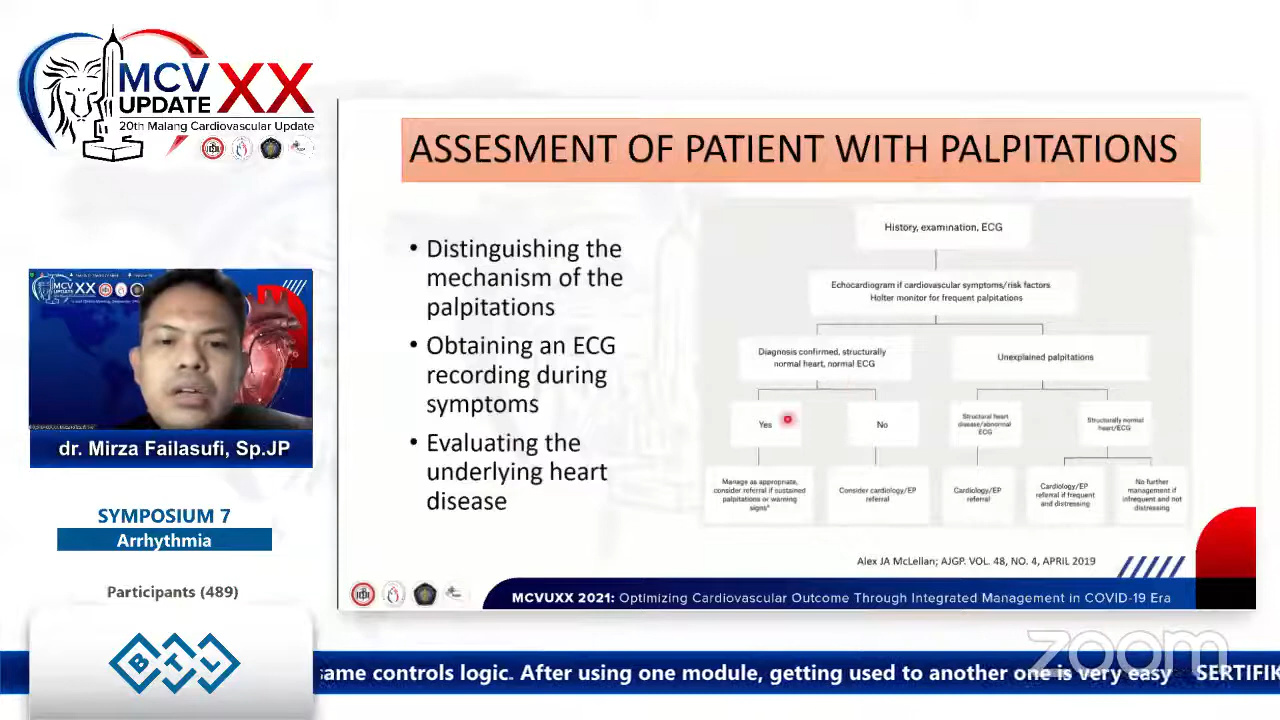 MCV
UPDATE
XX
20th Malang Cardiovascular Update
dr. Mirza Failasufi, Sp.JP
SYMPOSIUM 7
Arrhythmia
Participants (489)
BTL
ASSESMENT OF PATIENT WITH PALPITATIONS
• Distinguishing the
mechanism of the
palpitations
• Obtaining an ECG
recording during
symptoms
• Evaluating the
underlying heart
disease
History, examination, ECG
Echocardiogram if cardiovascular symptoms/risk factors
Holter monitor for frequent palpitations
Diagnosis confirmed, structurally
normal heart, normal ECG
Unexplained palpitations
Yes
No
Structural heart
disease/abnormal
ECG
Structurally normal
heart/ECG
Manage as appropriate,
consider referral if sustained
palpitations or warning
signs*
Consider cardiology/EP
referral
Cardiology/EP
referral
Cardiology/EP
referral if frequent
and distressing
No further
management if
infrequent and not
distressing
Alex JA McLellan; AJGP. VOL. 48, NO. 4, APRIL 2019
MCVUXX 2021: Optimizing Cardiovascular Outcome Through Integrated Management in COVID-19 Era
zoom
same controls logic. After using one module, getting used to another one is very easy SERTIFIK